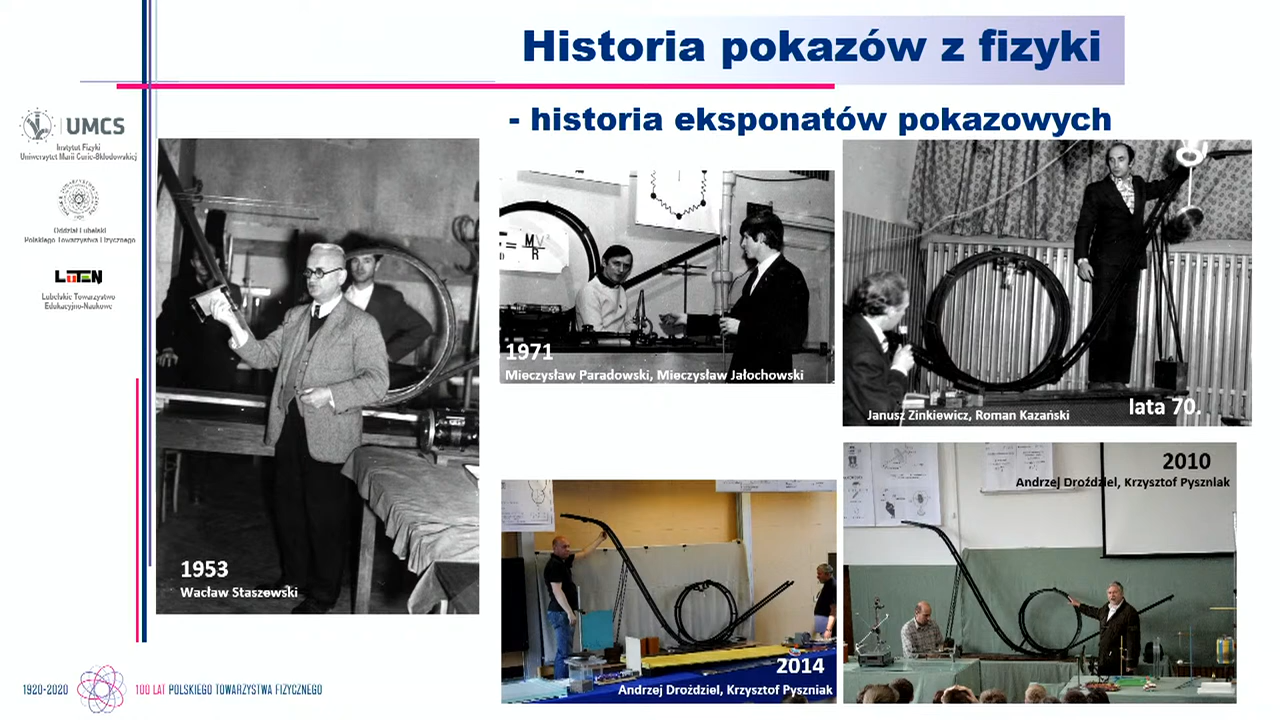 Historia pokazów z fizyki
- historia eksponatów pokazowych
UMCS
Instytut Fizyki
Uniwersytet Marii Curie-Skłodowskiej
Oddział Lubelski
Polskiego Towarzystwa Fizycznego
LUTEN
Lubelskie Towarzystwo
Edukacyjno-Naukowe
1953
Wacław Staszewski
= MV²
R
1971
Mieczysław Paradowski, Mieczysław Jałochowski
Janusz Zinkiewicz, Roman Kazański
lata 70.
2014
Andrzej Droździel, Krzysztof Pyszniak
2010
Andrzej Droździel, Krzysztof Pyszniak
1920-2020
100 LAT POLSKIEGO TOWARZYSTWA FIZYCZNEGO